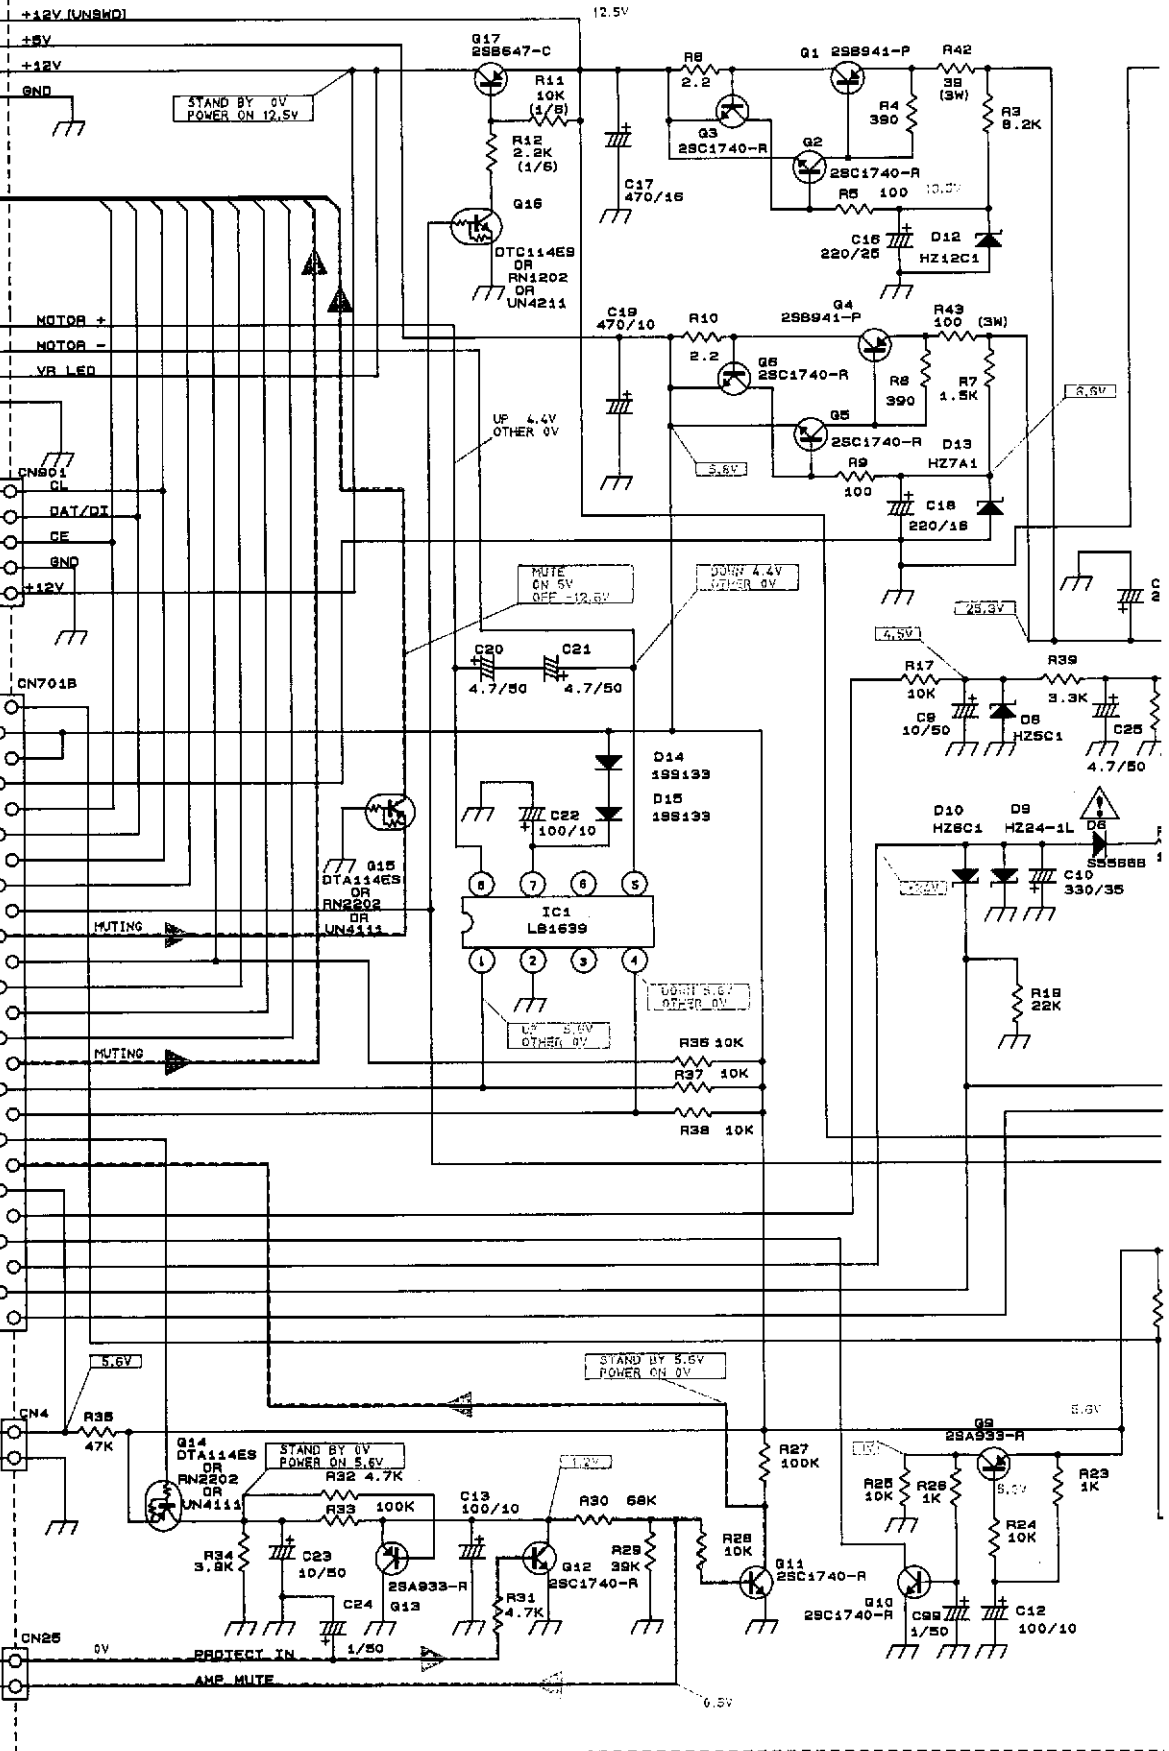 +12V (UNSWD)
12.5V
+5V
+12V
GND
STAND BY 0V
POWER ON 12.5V
Q17
2SB647-C
R11
10K
(1/6)
R12
2.2K
(1/6)
Q16
DTC114ES
OR
RN1202
OR
UN4211
C17
470/16
R6
2.2
Q3
2SC1740-R
Q1 2SB941-P
Q2
2SC1740-R
R4
390
R42
39
(3W)
R3
8.2K
R5 100
C16
220/25
D12
HZ12C1
MOTOR +
MOTOR -
VR LED
C19
470/10
R10
2.2
Q6
2SC1740-R
Q4
2SB941-P
R43
100 (3W)
R8
390
R7
1.5K
Q5
2SC1740-R
R9
100
D13
HZ7A1
C18
220/16
UP 4.4V
OTHER 0V
5.8V
CN901
CL
DAT/DI
CE
GND
+12V
MUTE
ON 5V
DOWN 4.4V
OTHER 0V
25.3V
4.5V
C20
4.7/50
C21
4.7/50
CN701B
R17
10K
C9
10/50
D8
HZ5C1
R39
3.3K
C25
4.7/50
D14
1SS133
D15
1SS133
C22
100/10
Q15
DTA114ES
OR
RN2202
OR
UN4111
D10
HZ6C1
D9
HZ24-1L
D6
S5566B
C10
330/35
8
7
6
5
IC1
LB1639
1
2
3
4
MUTING
DOWN 5.6V
OTHER 0V
OTHER 0V
R18
22K
MUTING
R36 10K
R37 10K
R38 10K
5.6V
STAND BY 5.6V
POWER ON 0V
CN4
R35
47K
Q14
DTA114ES
OR
RN2202
OR
UN4111
STAND BY 0V
POWER ON 5.6V
R32 4.7K
R33 100K
C13
100/10
1.2V
R30 68K
R27
100K
5.6V
Q9
2SA933-R
R25
10K
R26
1K
R23
1K
R24
10K
R34
3.9K
C23
10/50
2SA933-R
Q13
Q12
2SC1740-R
R29
39K
R28
10K
Q11
2SC1740-R
Q10
2SC1740-R
R31
4.7K
C24
1/50
C99
1/50
C12
100/10
CN25
0V
PROTECT IN
AMP MUTE